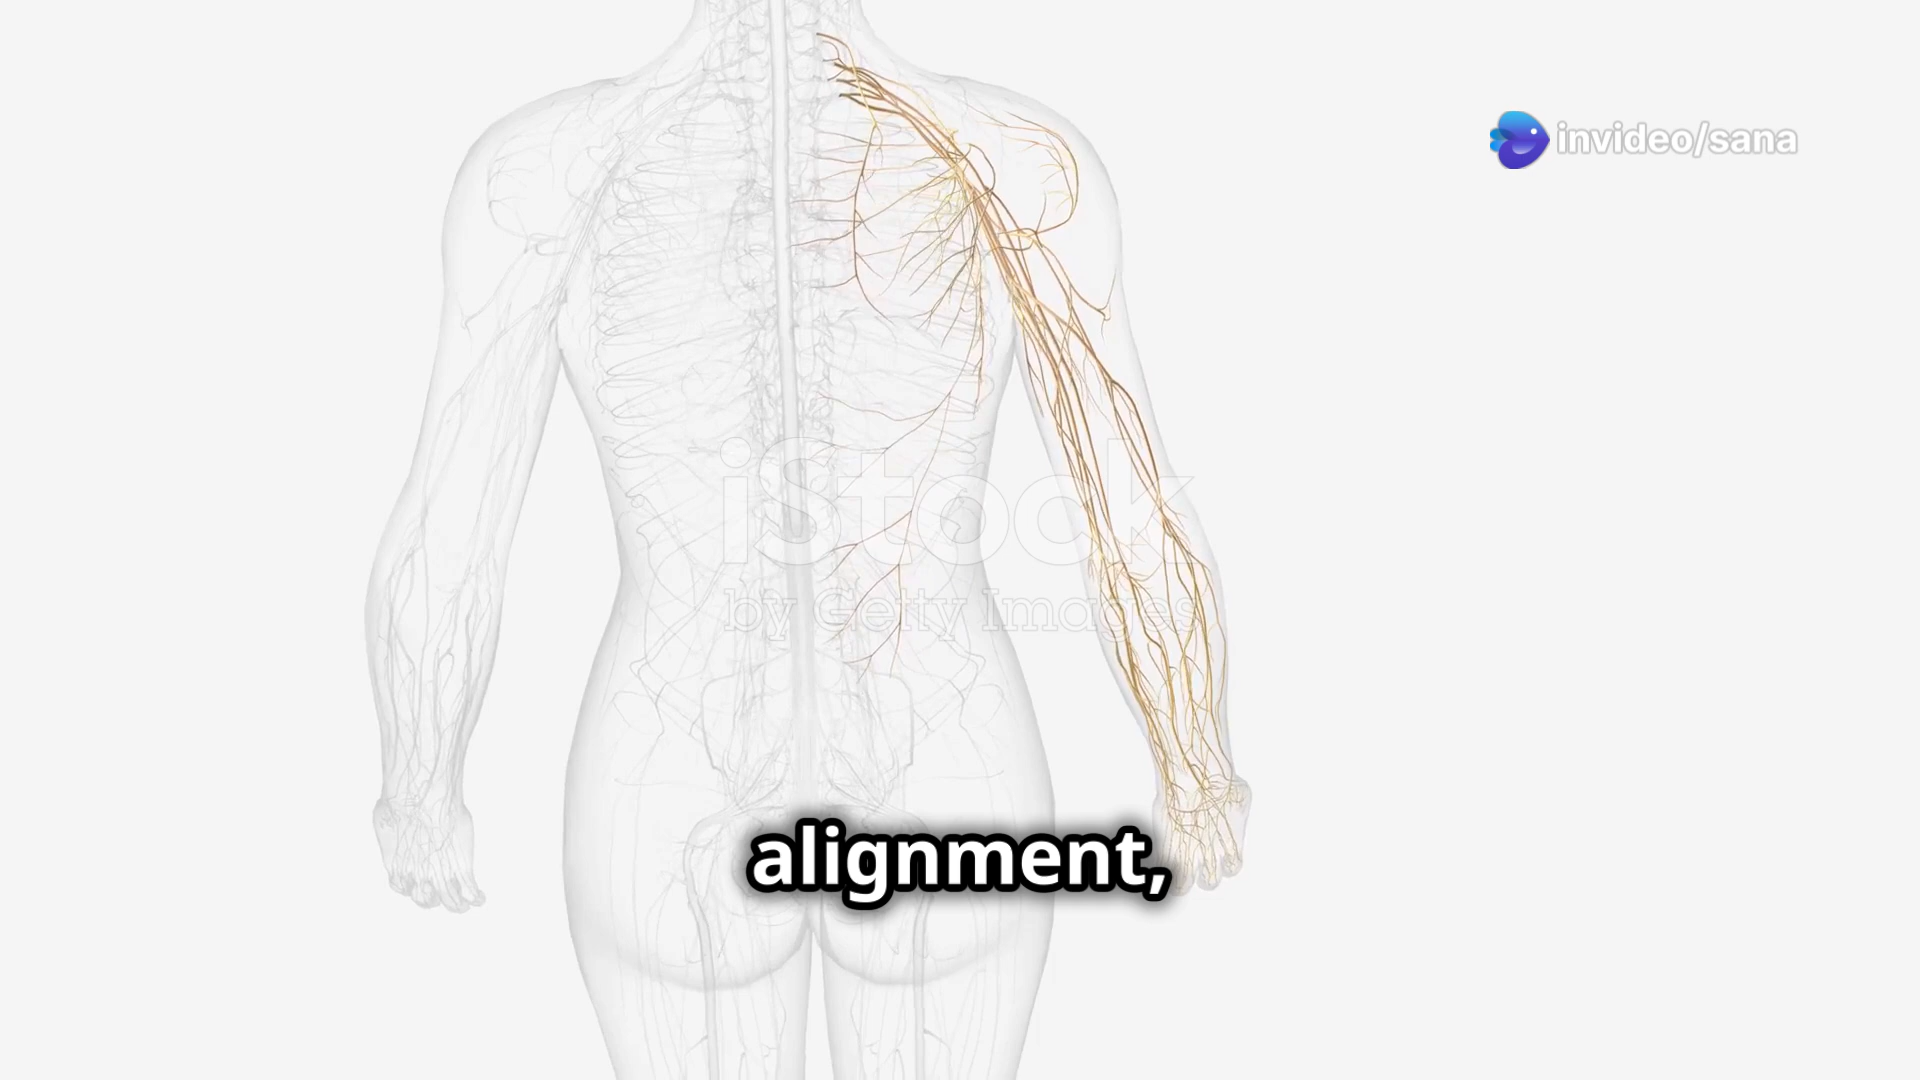 invideo/sana
iStock
by Getty Images
alignment,